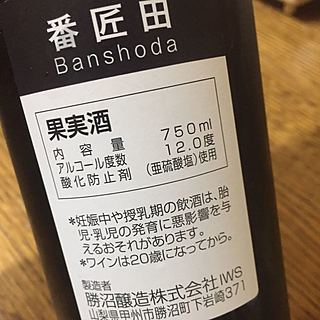 番匠田
Banshoda
果実酒
内容量 750ml
アルコール度数 12.0度
酸化防止剤 (亜硫酸塩)使用
*妊娠中や授乳期の飲酒は、胎
児・乳児の発育に悪影響を与
えるおそれがあります。
*ワインは20歳になってから。
製造者
勝沼醸造株式会社IWS
山梨県甲州市勝沼町下岩崎371